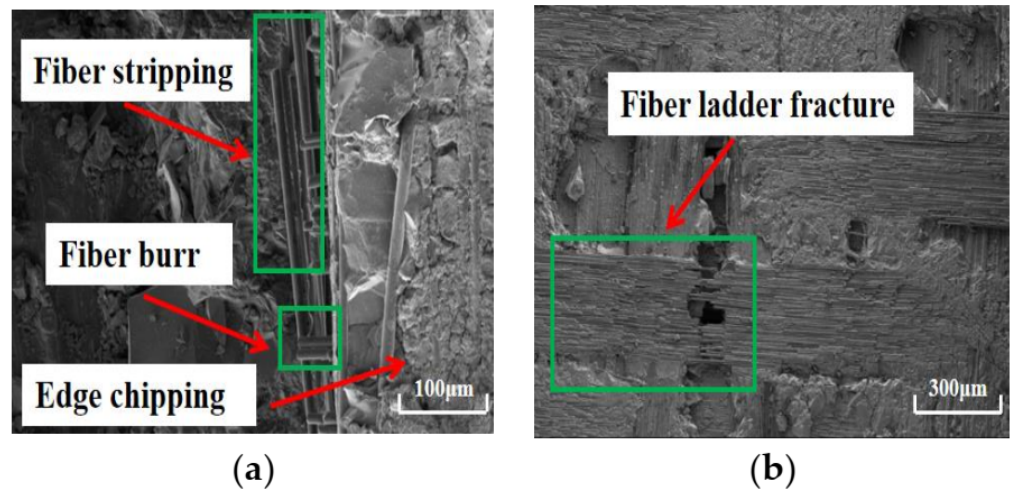 Fiber stripping
Fiber burr
Edge chipping
100μm
(a)
Fiber ladder fracture
300μm
(b)